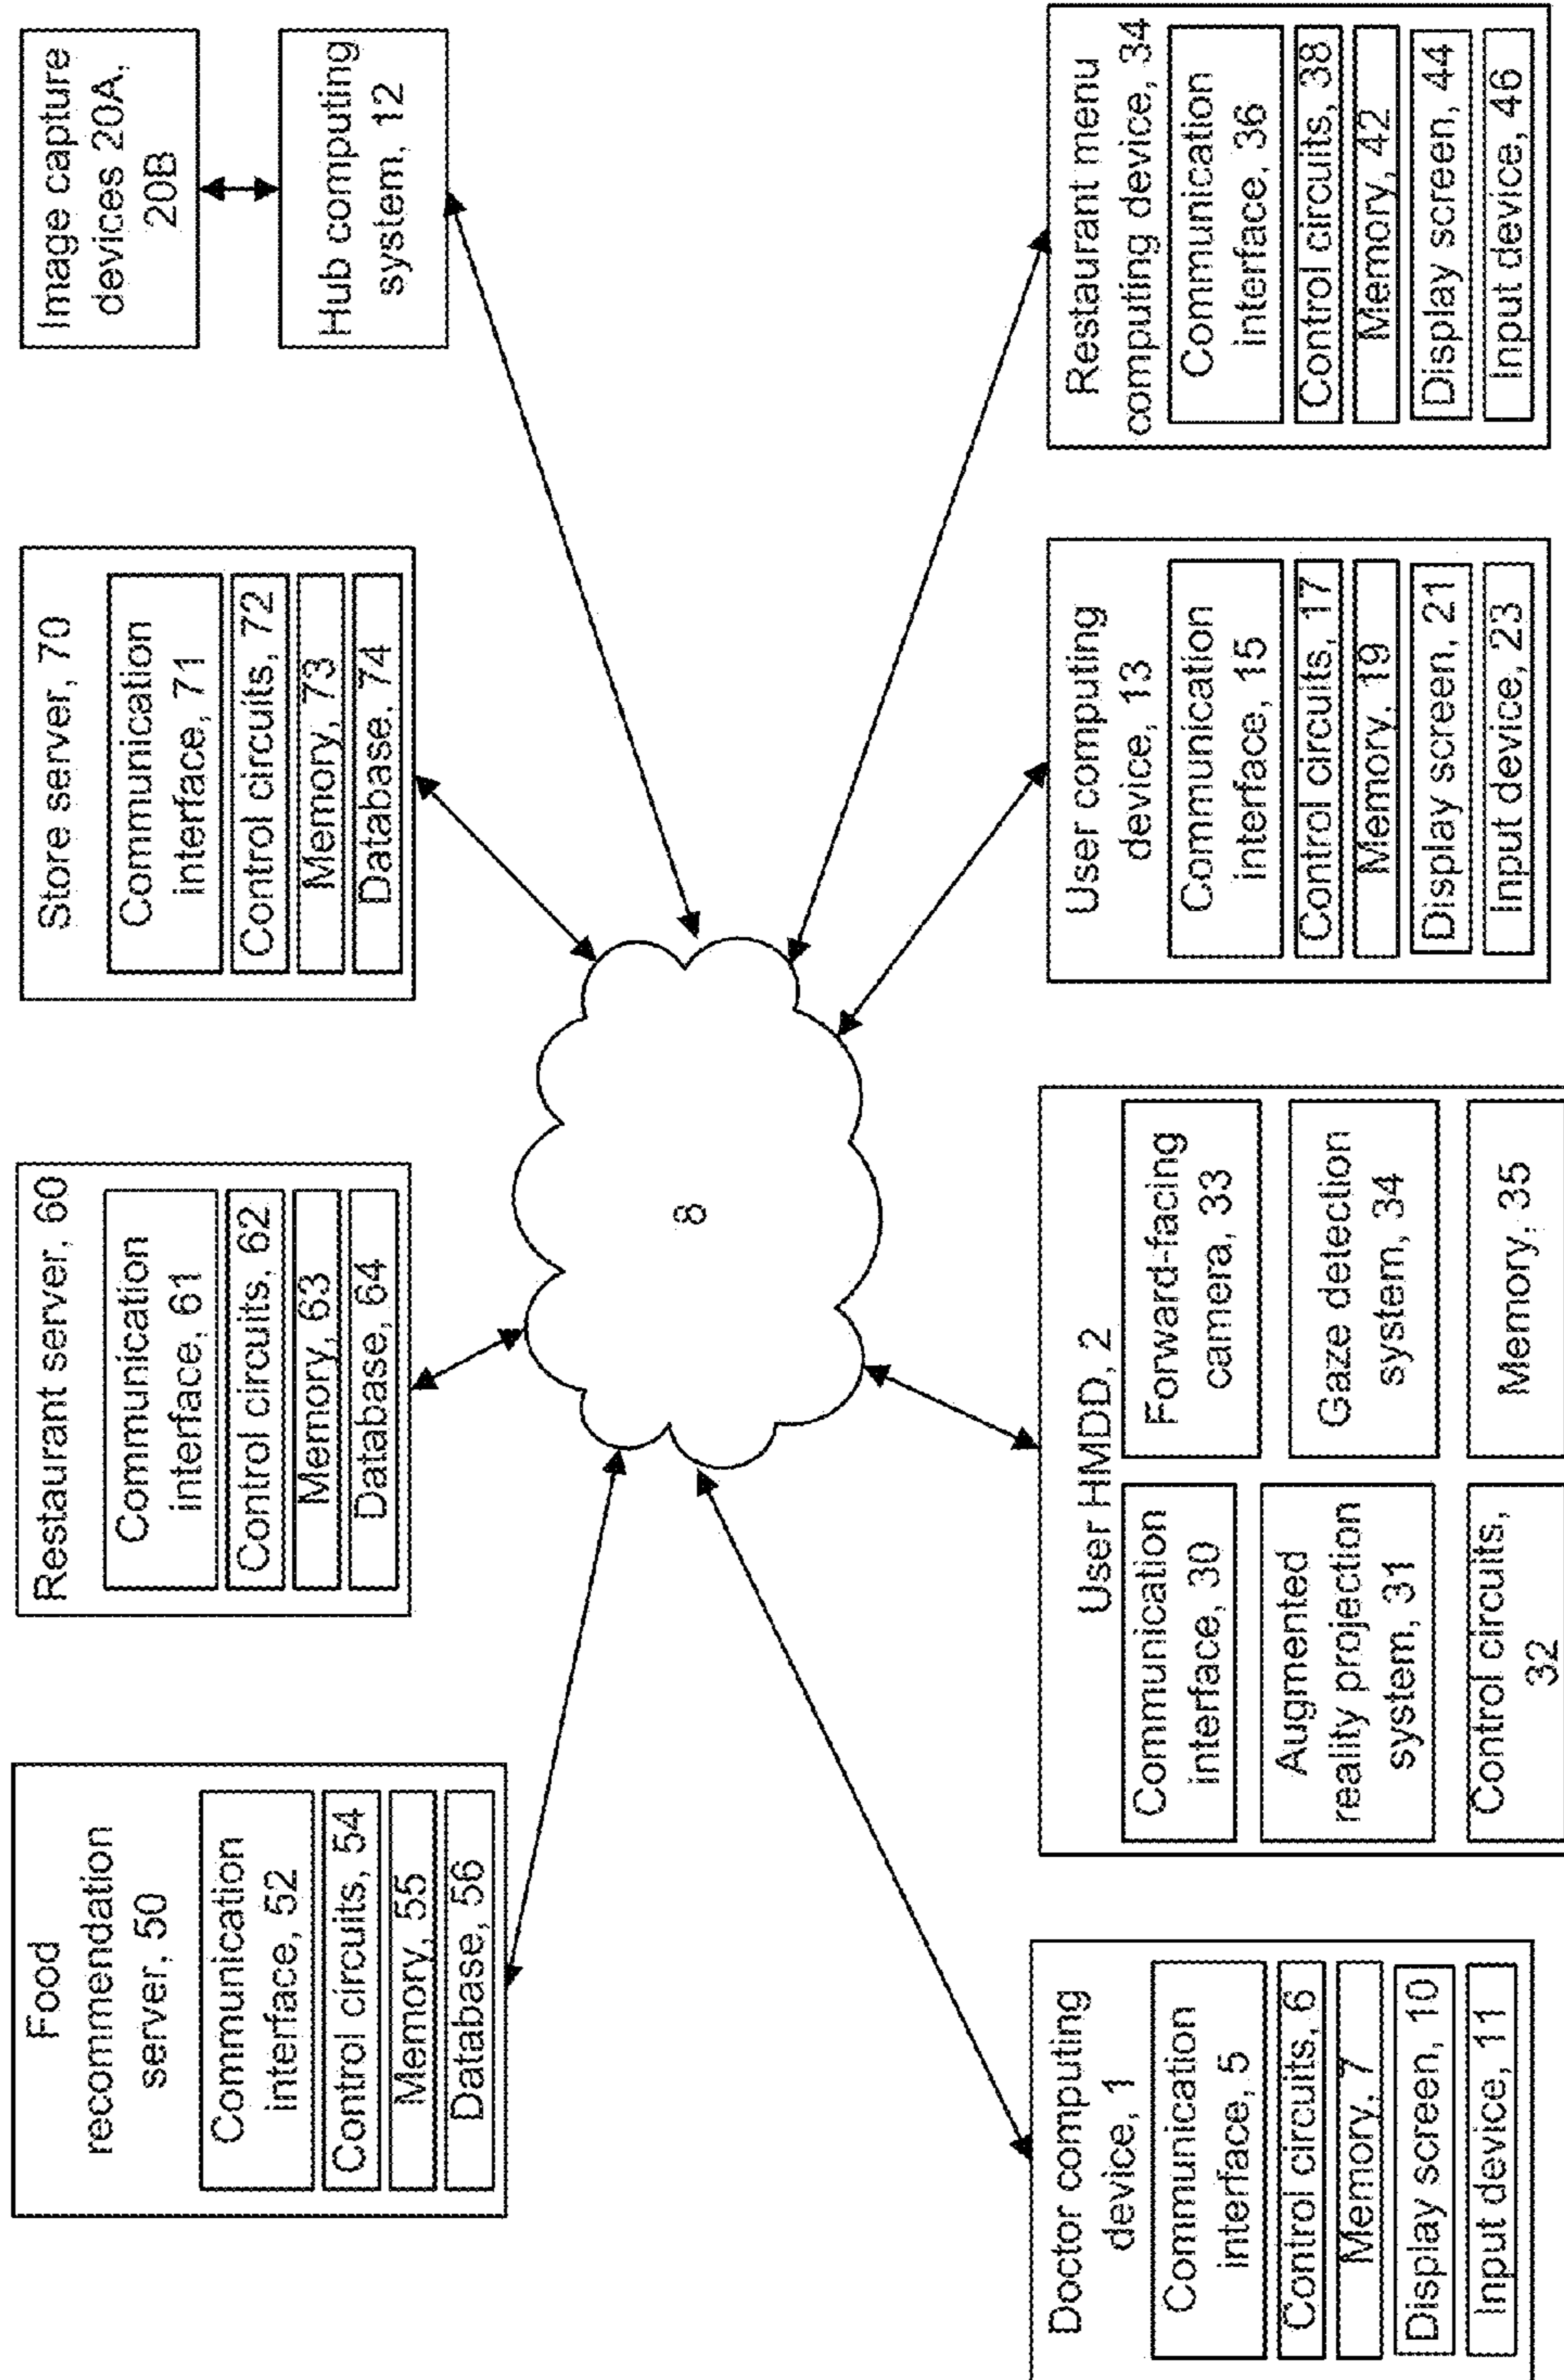 Food
recommendation
server, 50
Communication
interface, 52
Control circuits, 54
Memory, 55
Database, 56
Restaurant server, 60
Communication
interface, 61
Control circuits, 62
Memory, 63
Database, 64
Store server, 70
Communication
interface, 71
Control circuits, 72
Memory, 73
Database, 74
Image capture
devices 20A,
20B
Hub computing
system, 12
8
Doctor computing
device, 1
Communication
interface, 5
Control circuits, 6
Memory, 7
Display screen, 10
Input device, 11
User HMDD, 2
Communication
interface, 30
Augmented
reality projection
system, 31
Control circuits,
32
Forward-facing
camera, 33
Gaze detection
system, 34
Memory, 35
User computing
device, 13
Communication
interface, 15
Control circuits, 17
Memory, 19
Display screen, 21
Input device, 23
Restaurant menu
computing device, 34
Communication
interface, 36
Control circuits, 38
Memory, 42
Display screen, 44
Input device, 46